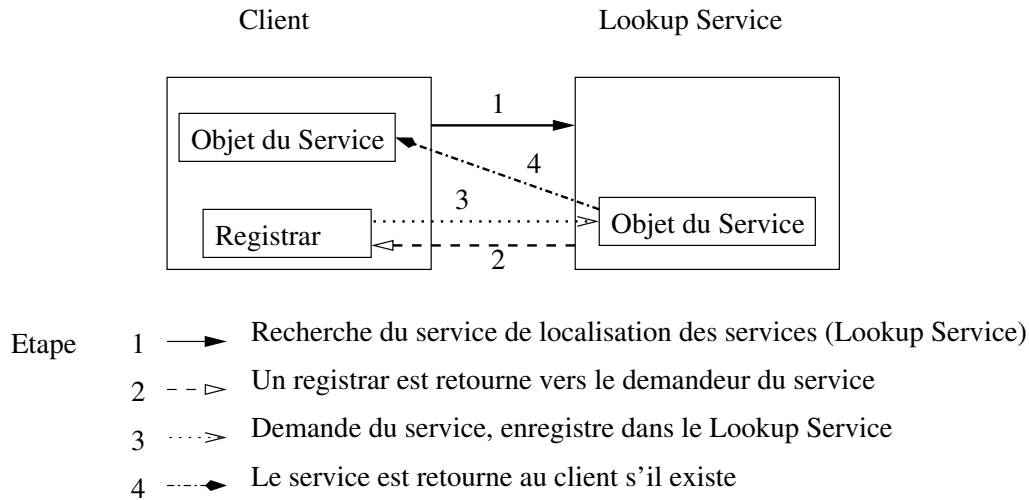 Client Lookup Service
1
Objet du Service
4
3
Objet du Service
Registrar
2
Etape 1 Recherche du service de localisation des services (Lookup Service)
2 Un registrar est retourne vers le demandeur du service
3 Demande du service, enregistre dans le Lookup Service
4 Le service est retourne au client s'il existe